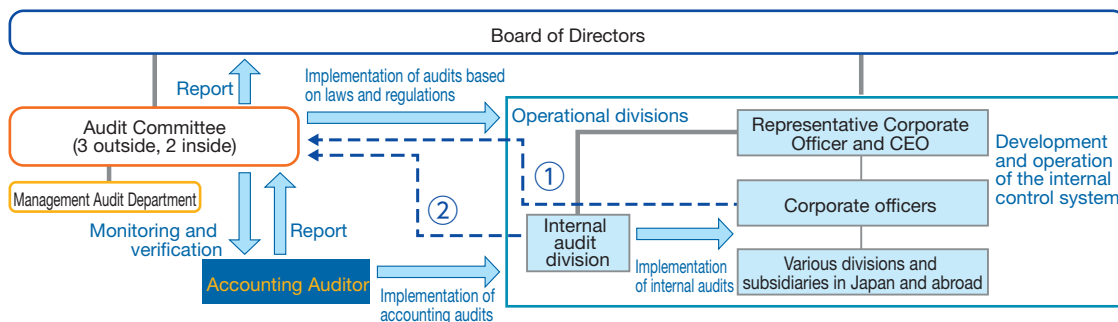 Board of Directors
Report
Implementation of audits based
on laws and regulations
Audit Committee
(3 outside, 2 inside)
Management Audit Department
Monitoring and
verification
Report
Accounting Auditor
Implementation of
accounting audits
Operational divisions
①
②
Representative Corporate
Officer and CEO
Corporate officers
Internal
audit
division
Implementation
of internal audits
Various divisions and
subsidiaries in Japan and abroad
Development
and operation
of the internal
control system